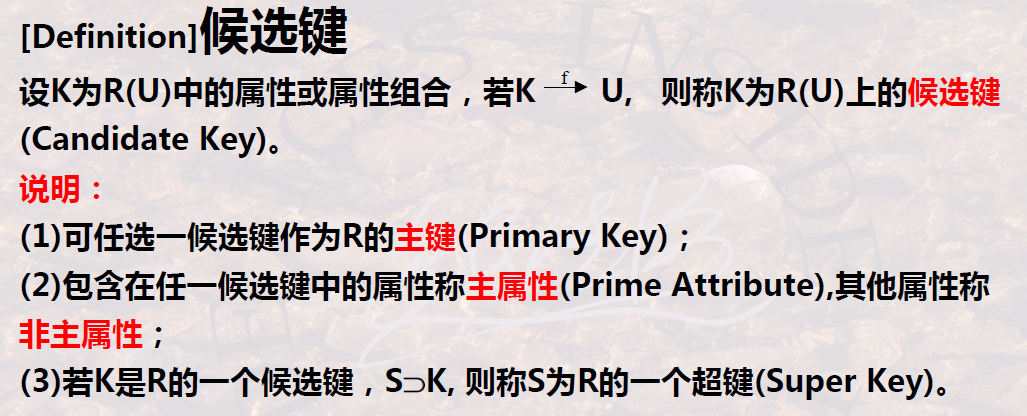 [Definition]候选键
设K为R(U)中的属性或属性组合，若K f→ U, 则称K为R(U)上的候选键
(Candidate Key)。
说明：
(1)可任选一候选键作为R的主键(Primary Key)；
(2)包含在任一候选键中的属性称主属性(Prime Attribute),其他属性称
非主属性；
(3)若K是R的一个候选键，S⊃K, 则称S为R的一个超键(Super Key)。